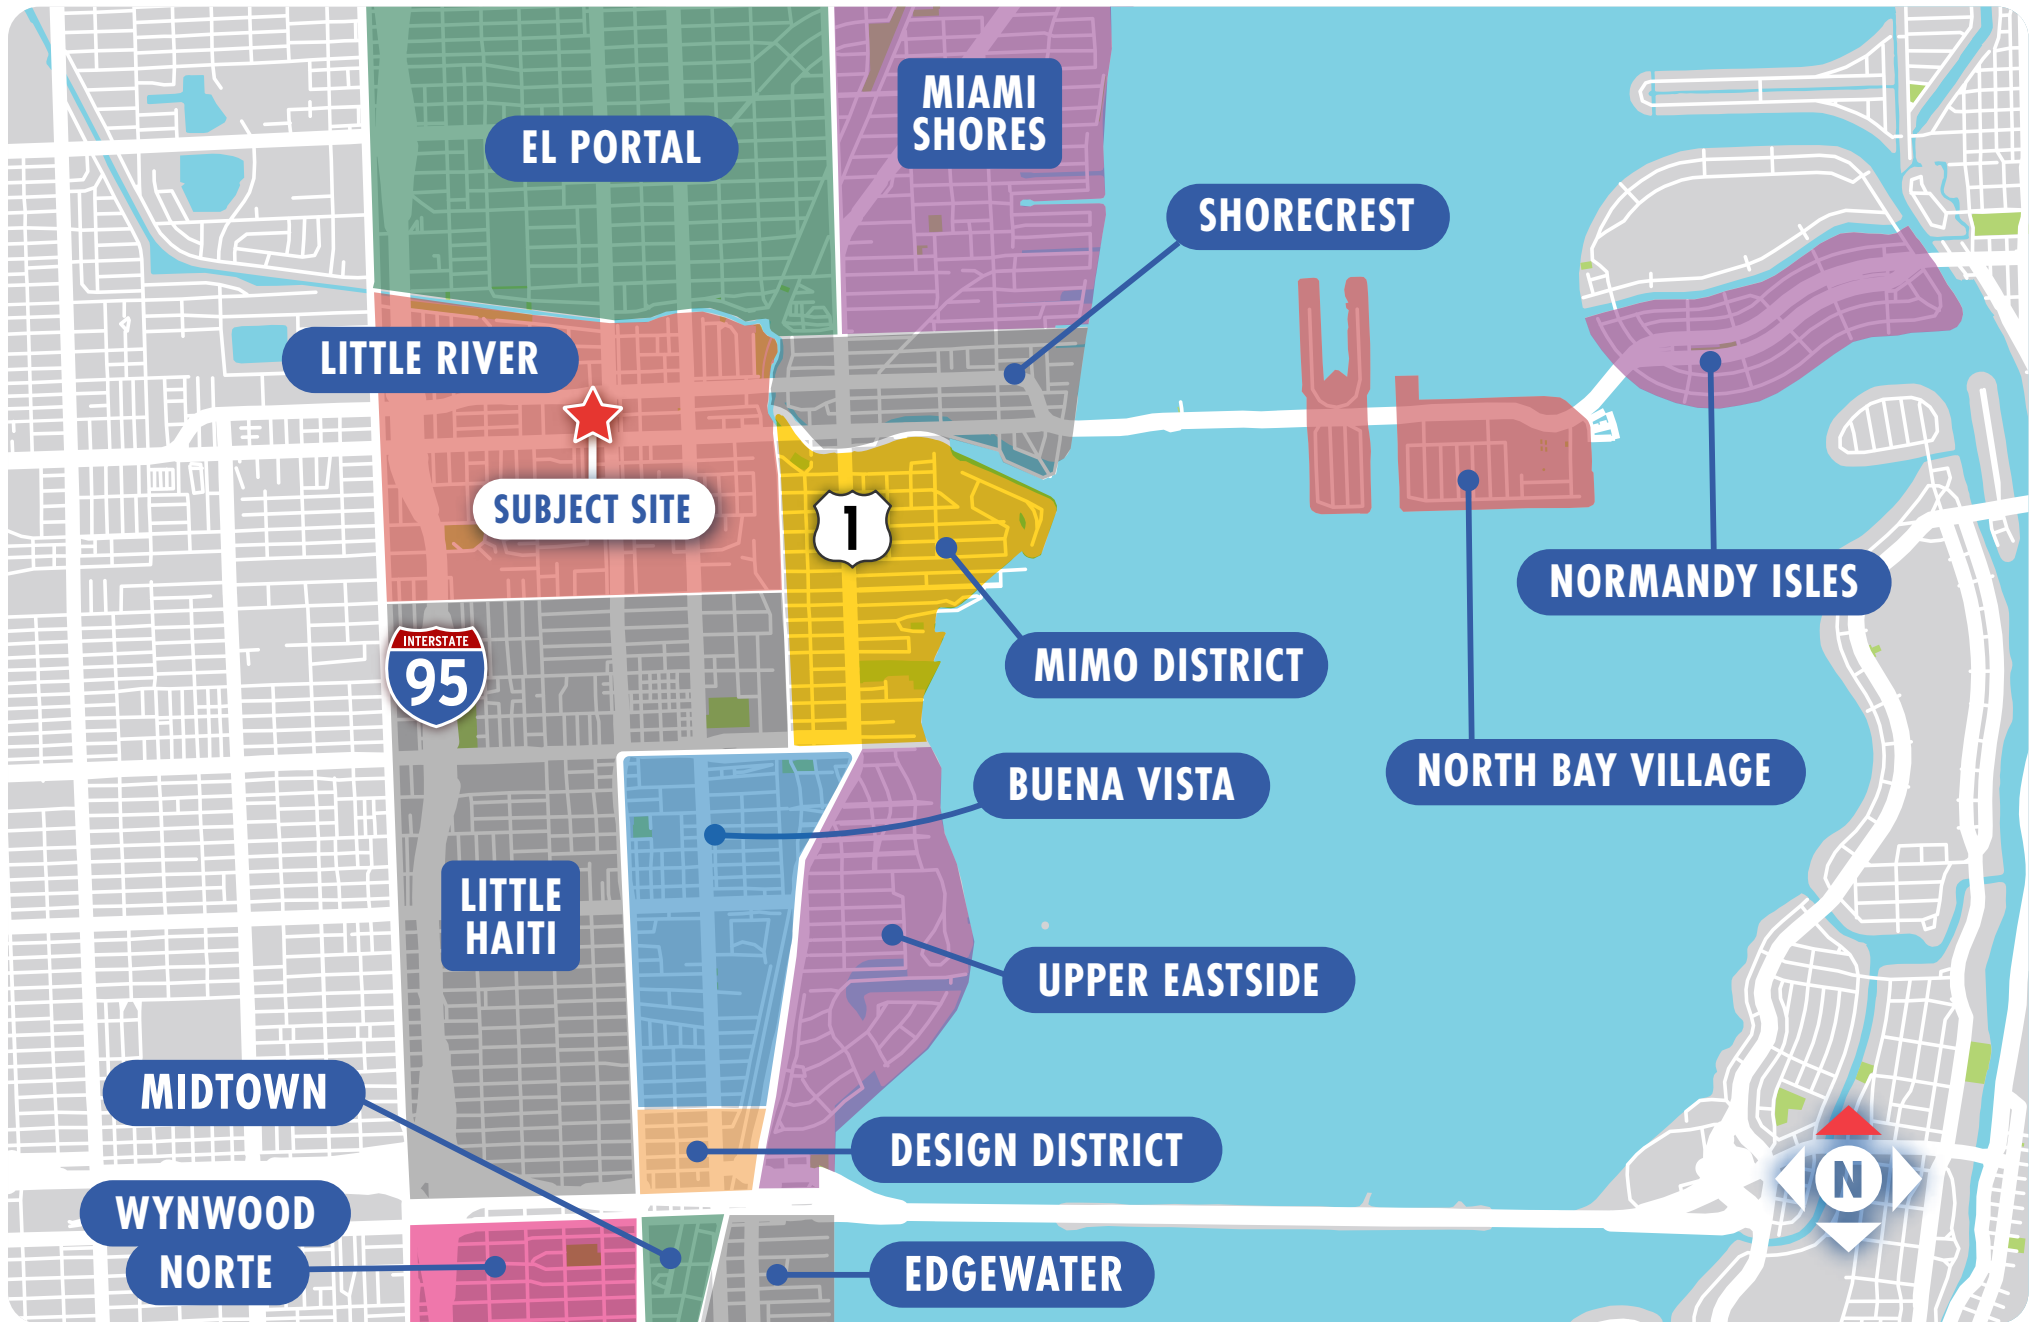 MIAMI
SHORES
EL PORTAL
SHORECREST
LITTLE RIVER
SUBJECT SITE
1
NORMANDY ISLES
INTERSTATE
95
MIMO DISTRICT
NORTH BAY VILLAGE
BUENA VISTA
LITTLE
HAITI
UPPER EASTSIDE
MIDTOWN
DESIGN DISTRICT
N
WYNWOOD
NORTE
EDGEWATER